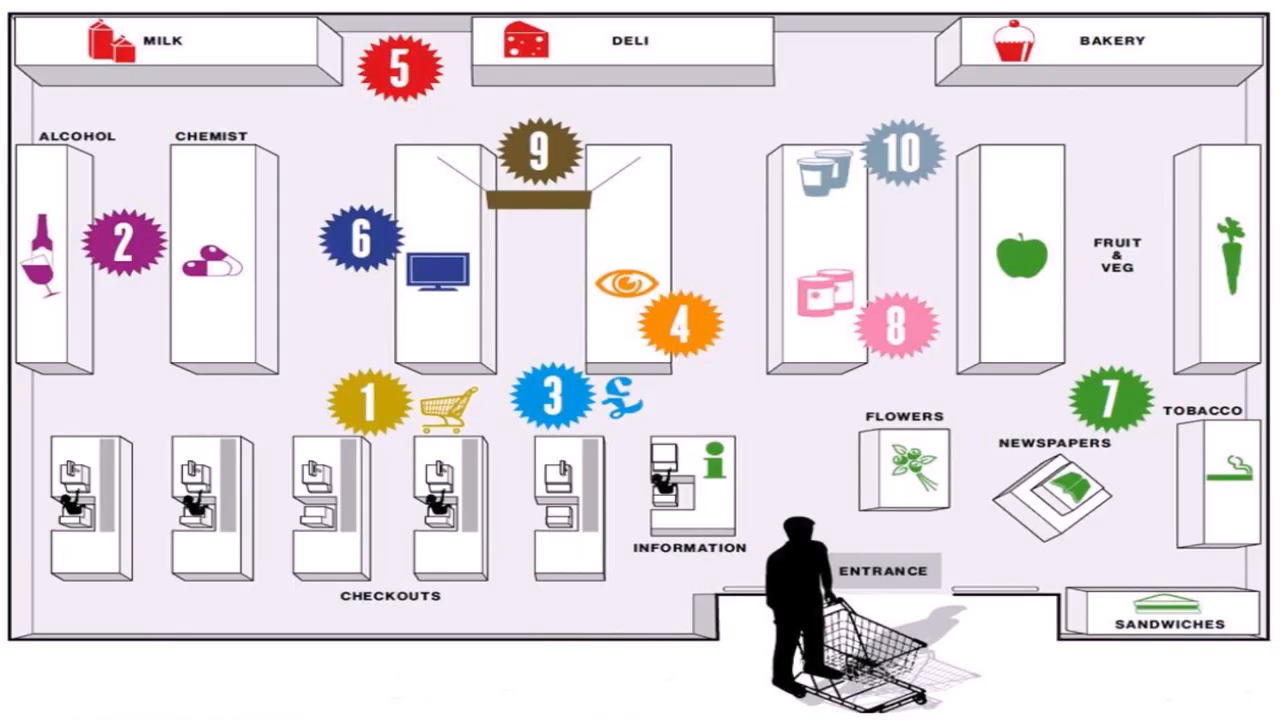 MILK
DELI
BAKERY
5
ALCOHOL
CHEMIST
9
10
2
6
FRUIT
&
VEG
4
8
1
3
£
7
TOBACCO
FLOWERS
NEWSPAPERS
i
INFORMATION
ENTRANCE
CHECKOUTS
SANDWICHES